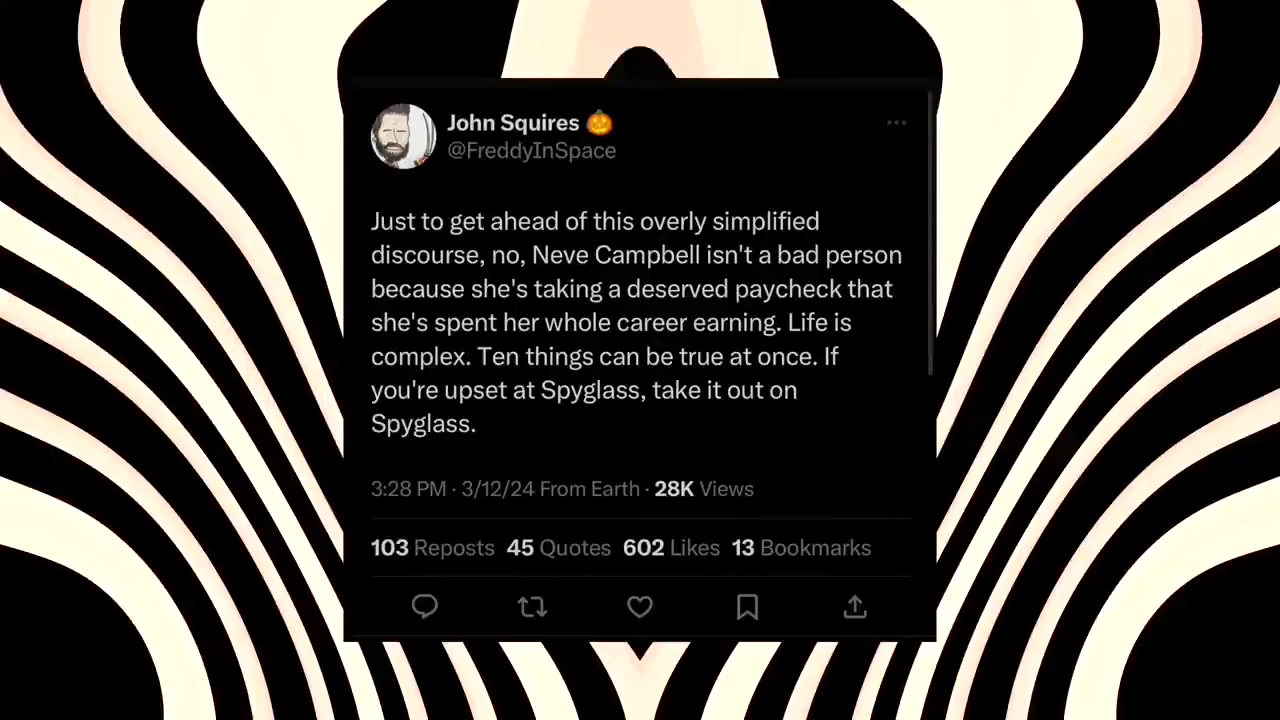 John Squires 🎃
@FreddyInSpace
Just to get ahead of this overly simplified
discourse, no, Neve Campbell isn't a bad person
because she's taking a deserved paycheck that
she's spent her whole career earning. Life is
complex. Ten things can be true at once. If
you're upset at Spyglass, take it out on
Spyglass.
3:28 PM · 3/12/24 From Earth · 28K Views
103 Reposts 45 Quotes 602 Likes 13 Bookmarks